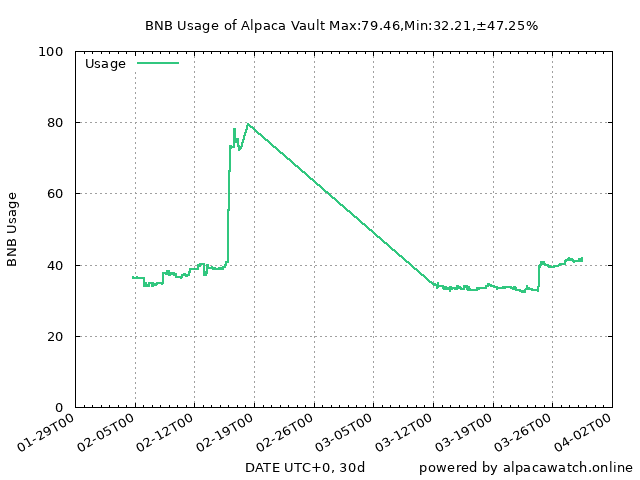 BNB Usage of Alpaca Vault Max:79.46,Min:32.21,±47.25%
Usage
100
80
60
40
20
0
BNB Usage
01-29T00
02-05T00
02-12T00
02-19T00
02-26T00
03-05T00
03-12T00
03-19T00
03-26T00
04-02T00
DATE UTC+0, 30d
powered by alpacawatch.online